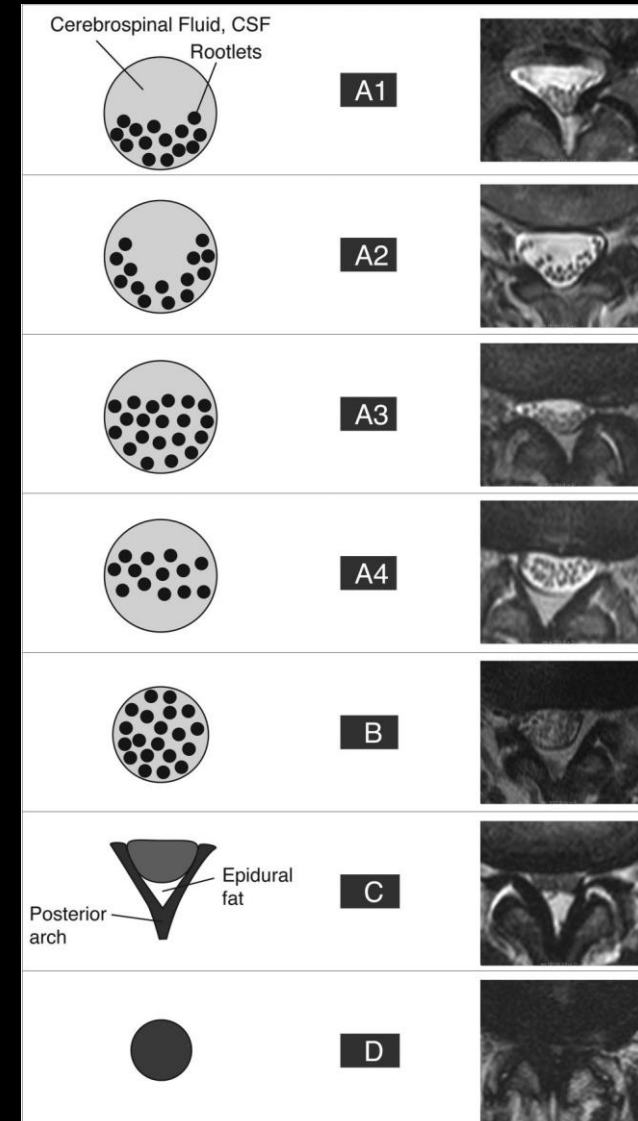 Cerebrospinal Fluid, CSF
Rootlets
A1
A2
A3
A4
B
Epidural
fat
Posterior
arch
C
D